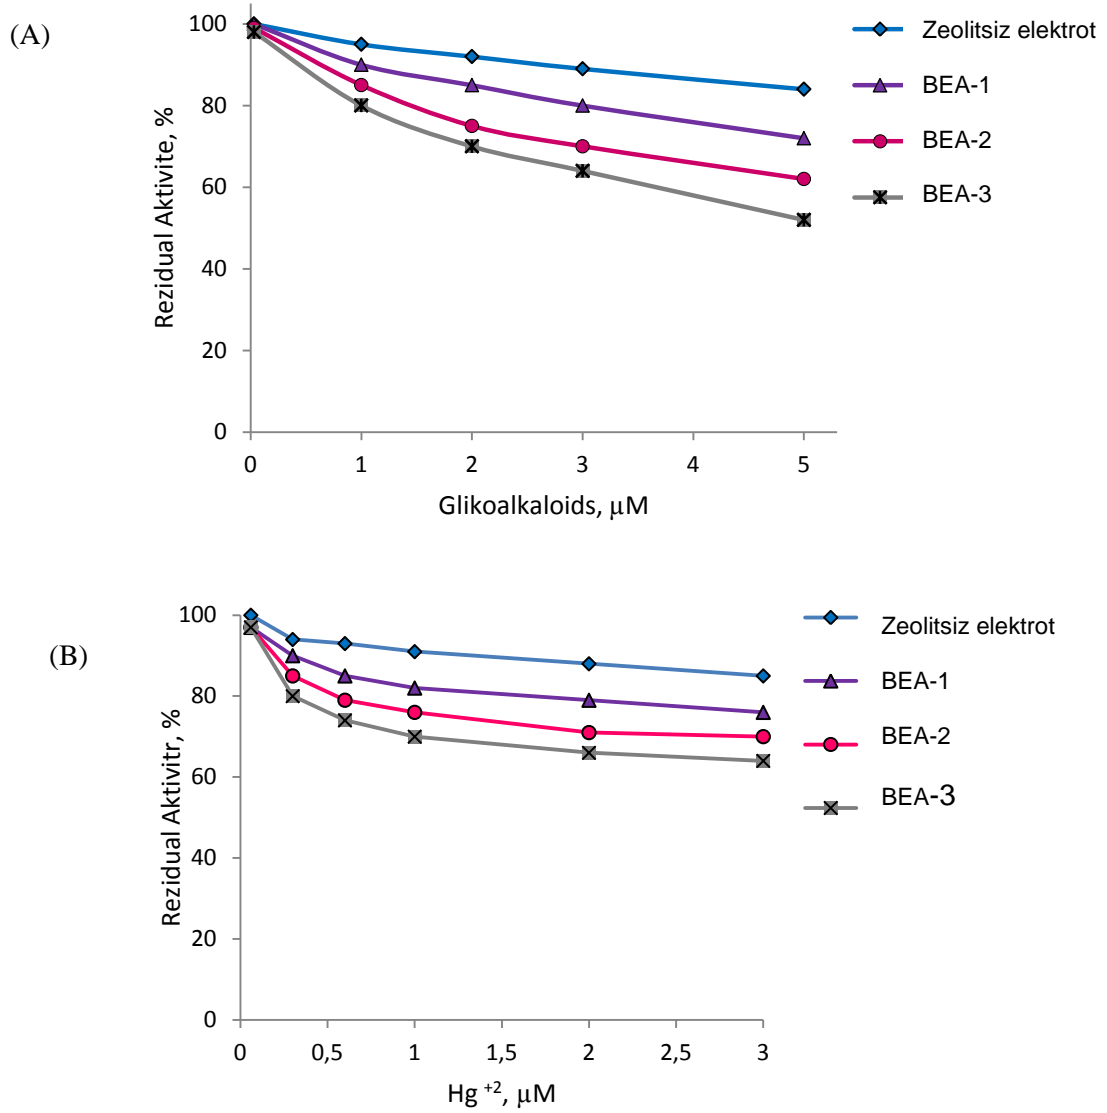 (A)
Rezidual Aktivite, %
100
80
60
40
20
0
0 1 2 3 4 5
Glikoalkaloids, µM
Zeolitsiz elektrot
BEA-1
BEA-2
BEA-3
(B)
Rezidual Aktivitr, %
100
80
60
40
20
0
0 0,5 1 1,5 2 2,5 3
Hg +2, µM
Zeolitsiz elektrot
BEA-1
BEA-2
BEA-3